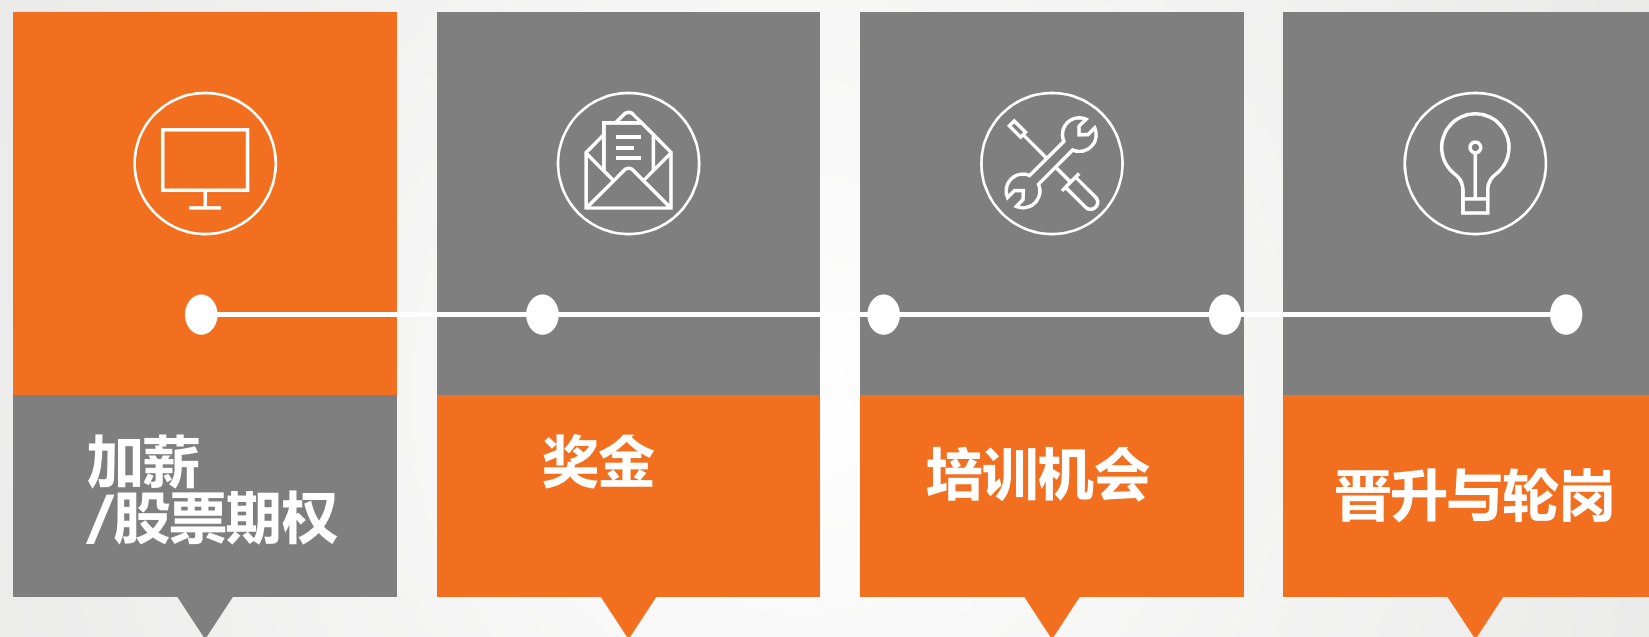 加薪
/股票期权
奖金
培训机会
晋升与轮岗